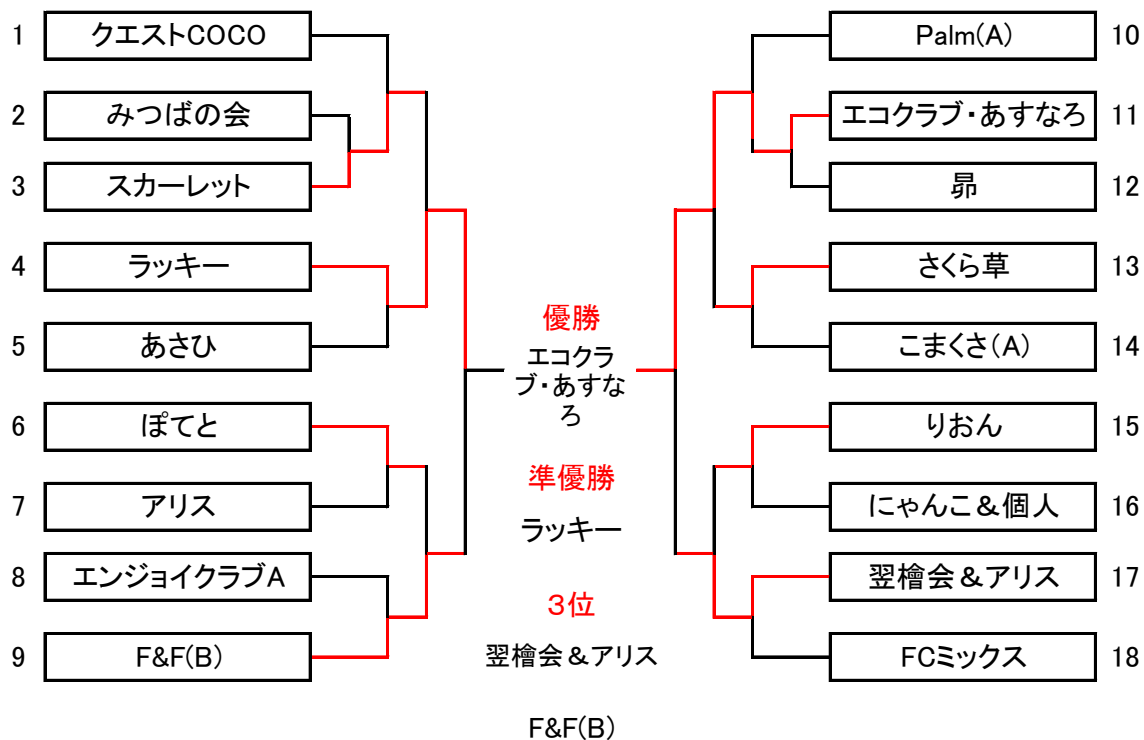 1 クエストCOCO
2 みつばの会
3 スカーレット
4 ラッキー
5 あさひ
6 ぽてと
7 アリス
8 エンジョイクラブA
9 F&F(B)
優勝
エコクラ
ブ・あすな
ろ
準優勝
ラッキー
３位
翌檜会＆アリス
F&F(B)
Palm(A) 10
エコクラブ・あすなろ 11
昴 12
さくら草 13
こまくさ（A） 14
りおん 15
にゃんこ＆個人 16
翌檜会＆アリス 17
FCミックス 18